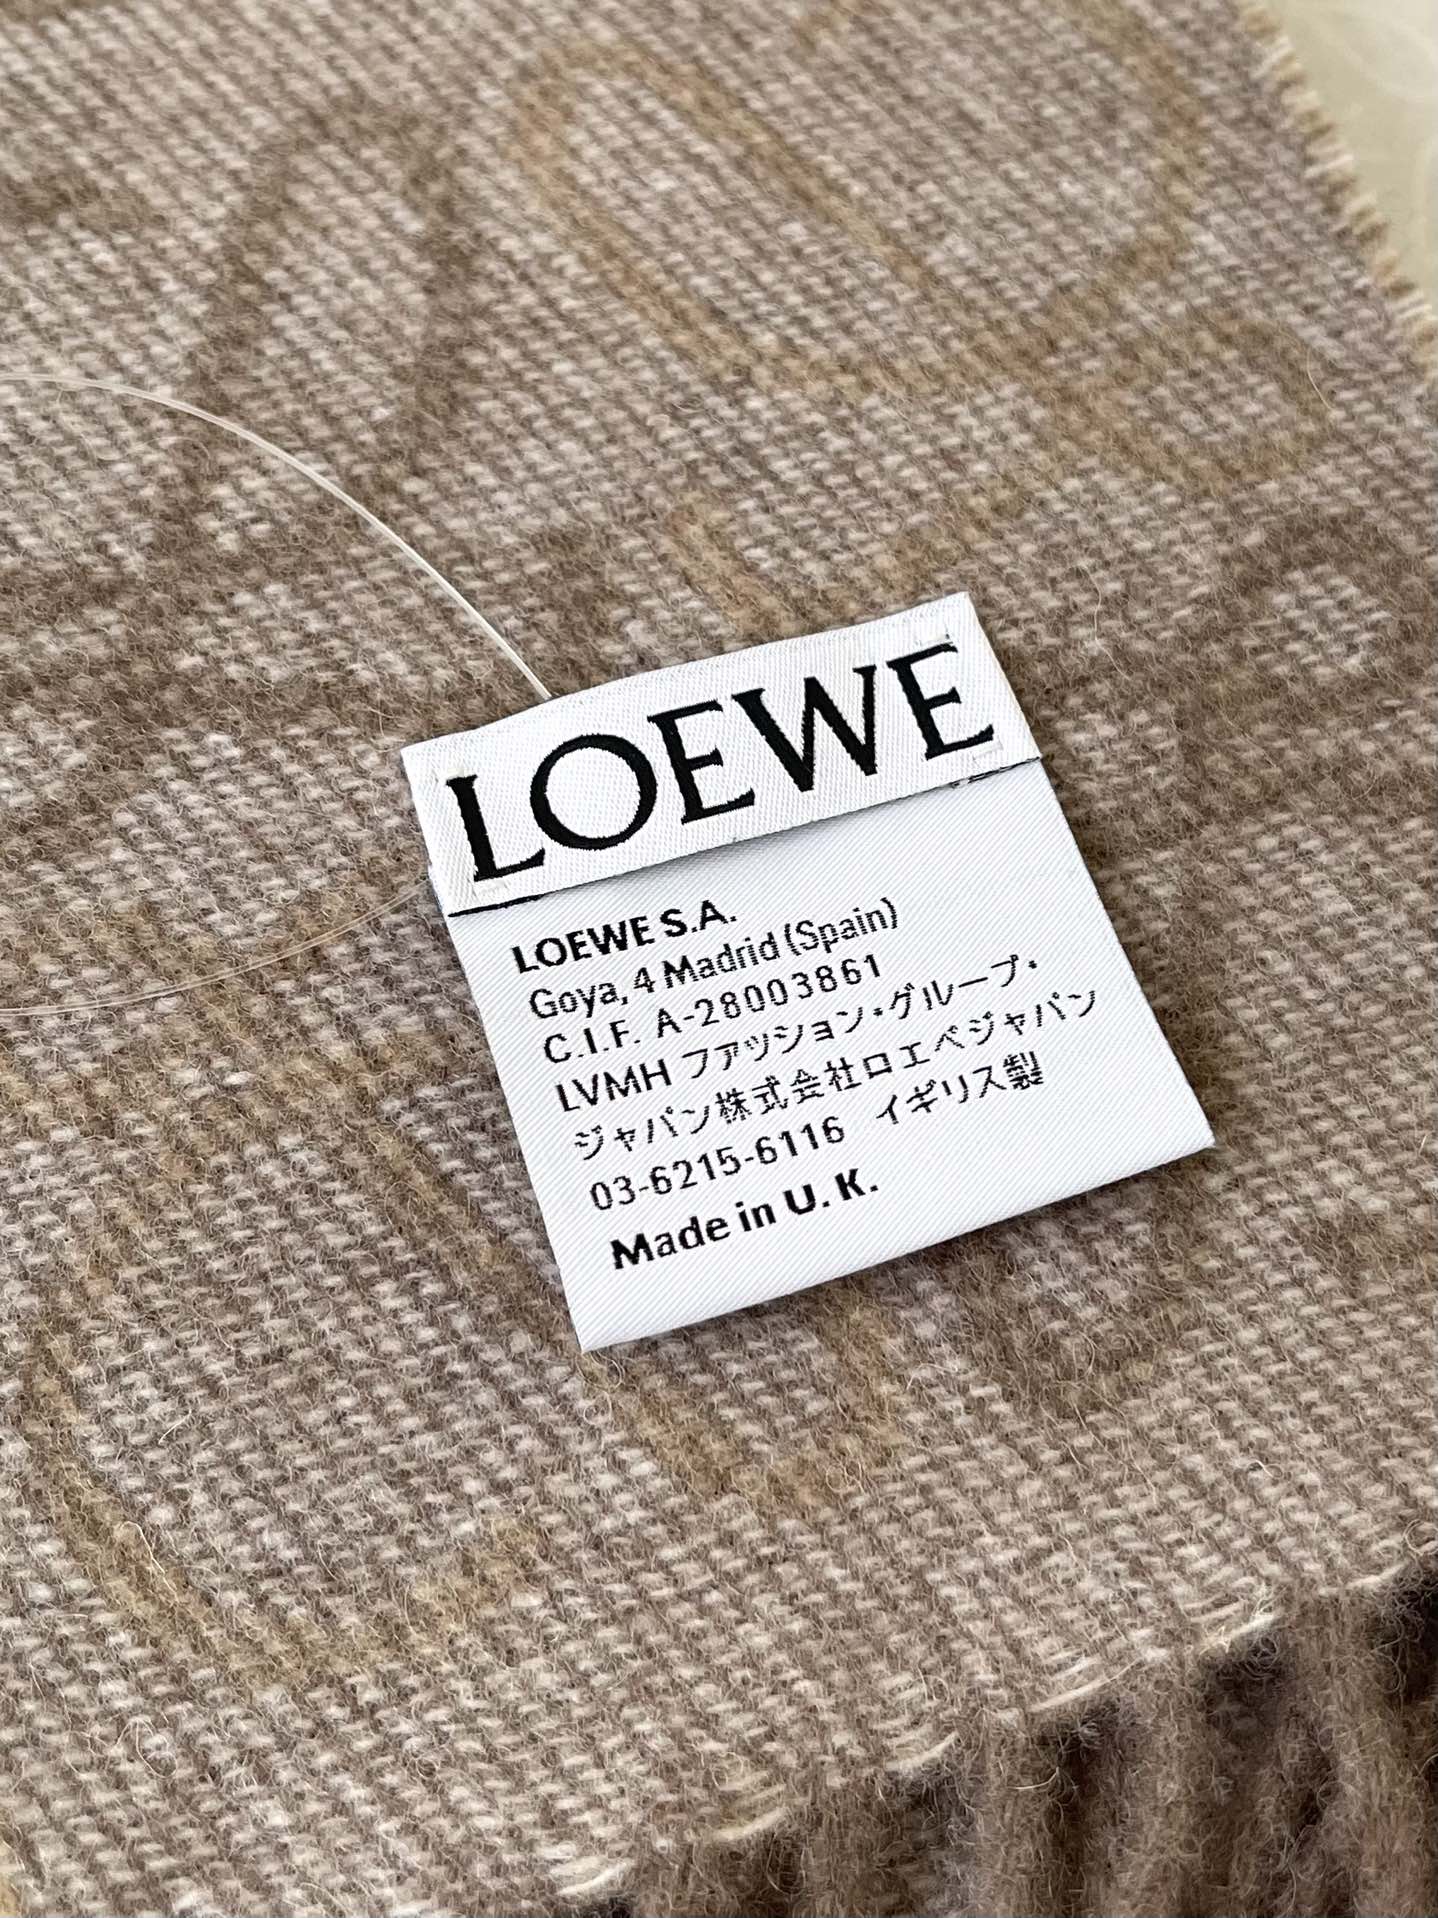 LOEWE
LOEWE S.A.
Goya, 4 Madrid (Spain)
C.I.F. A-28003861
LVMH ファッション・グループ・
ジャパン株式会社ロエベジャパン
03-6215-6116 イギリス製
Made in U. K.